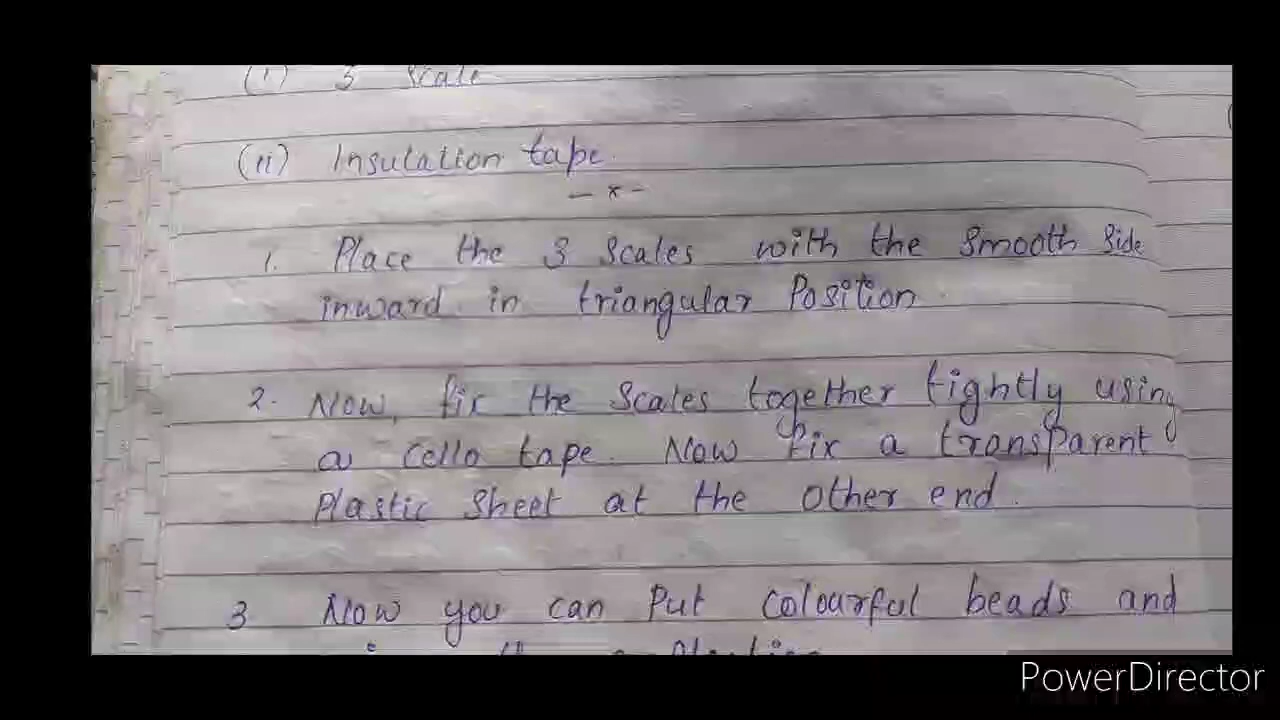 (i) 3 Scale
(ii) Insulation tape.
— x —
1. Place the 3 Scales with the Smooth Side
inward in triangular Position.
2. Now, fix the Scales together tightly using
a cello tape. Now fix a transparent
Plastic Sheet at the other end.
3 Now you can Put Colourful beads and
PowerDirector